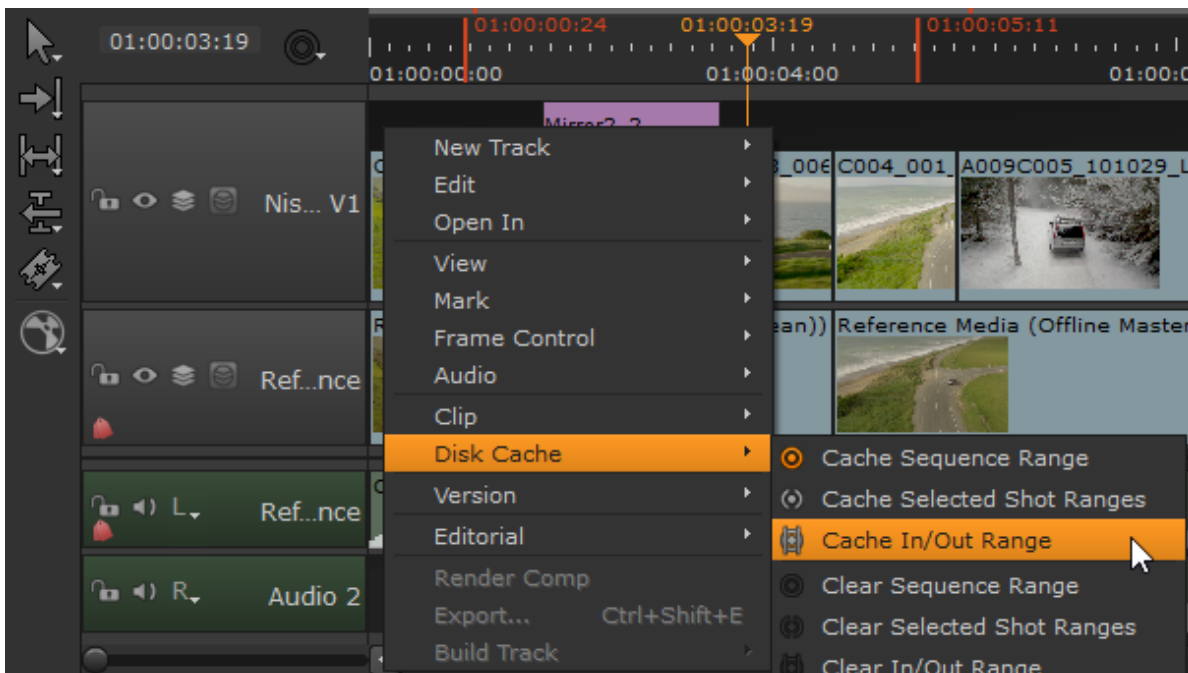 01:00:00:24 01:00:03:19 01:00:05:11
01:00:03:19
01:00:00:00 01:00:04:00 01:00:0
Mirror2 2
New Track
Edit
Open In
View
Mark
Frame Control
Audio
Clip
Disk Cache
Version
Editorial
Render Comp
Export... Ctrl+Shift+E
Build Track
Nis... V1
_006 C004_001_ A009C005_101029_L
Ref...nce
ean)) Reference Media (Offline Master
L
Ref...nce
R
Audio 2
Cache Sequence Range
Cache Selected Shot Ranges
Cache In/Out Range
Clear Sequence Range
Clear Selected Shot Ranges
Clear In/Out Range